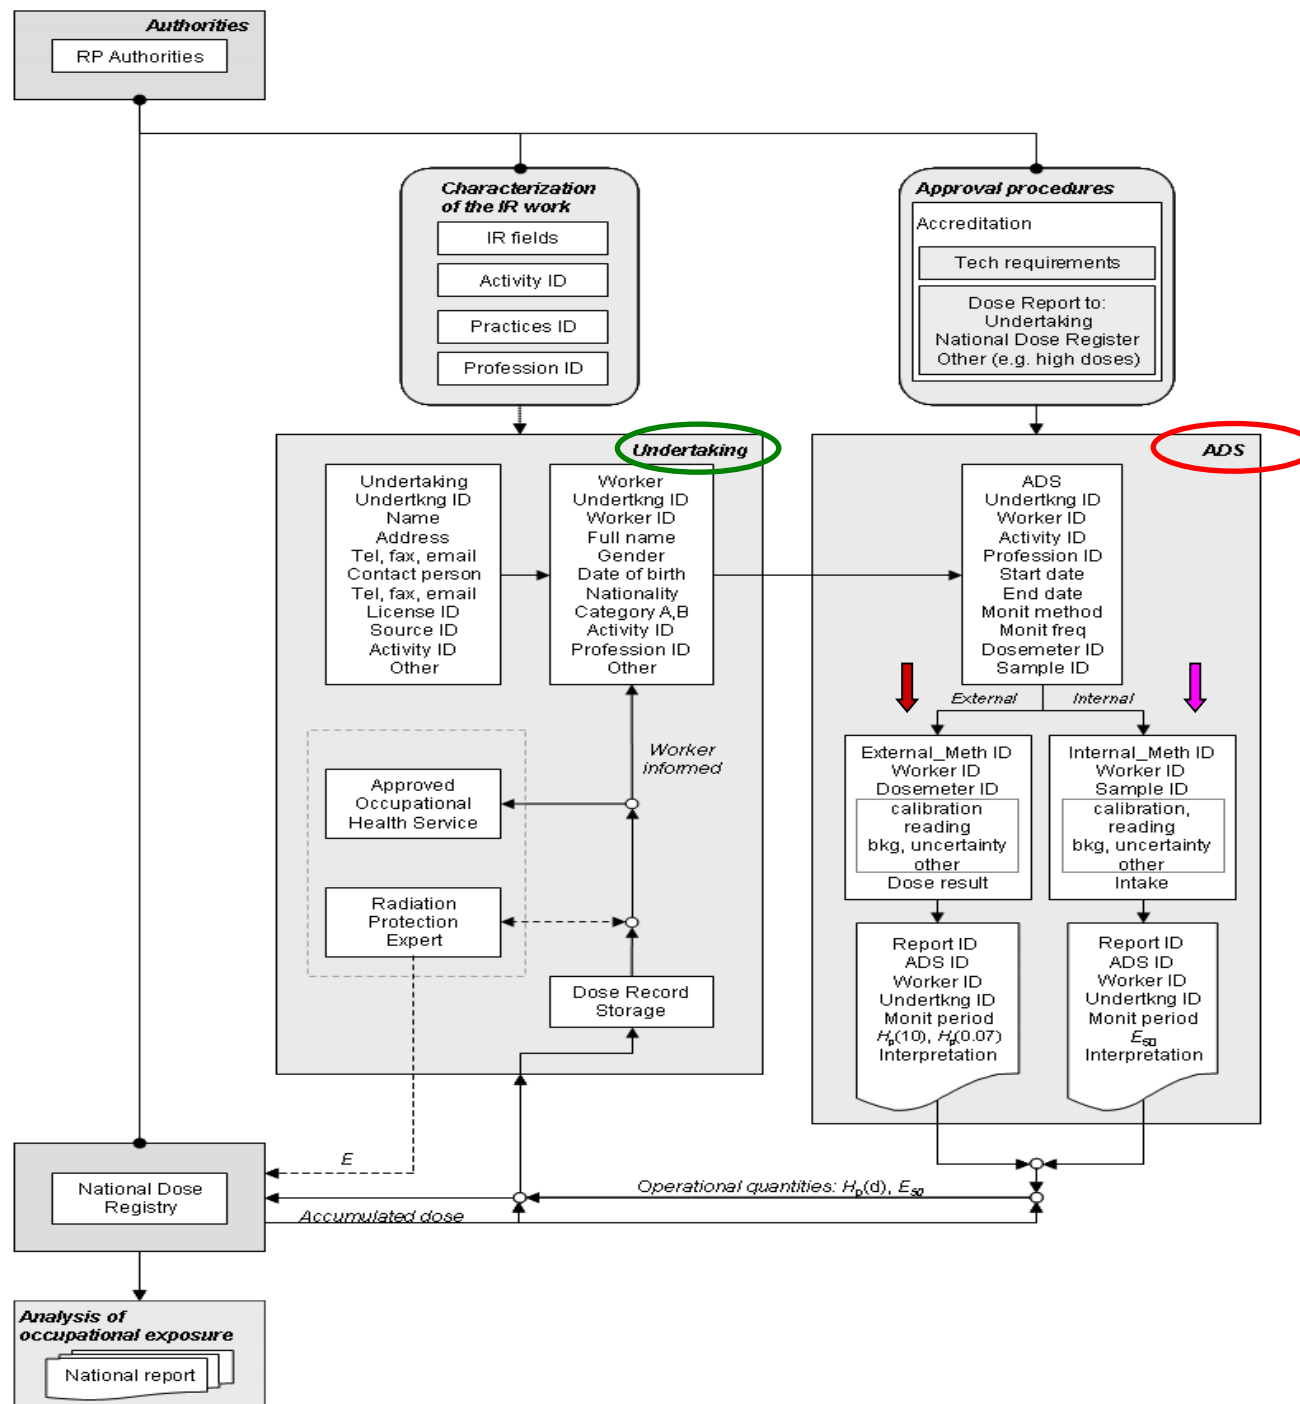 Authorities
RP Authorities
Characterization
of the IR work
IR fields
Activity ID
Practices ID
Profession ID
Approval procedures
Accreditation
Tech requirements
Dose Report to:
Undertaking
National Dose Register
Other (e.g. high doses)
Undertaking
Undertaking
Undertkng ID
Name
Address
Tel, fax, email
Contact person
Tel, fax, email
License ID
Source ID
Activity ID
Other
Worker
Undertkng ID
Worker ID
Full name
Gender
Date of birth
Nationality
Category A,B
Activity ID
Profession ID
Other
Worker
informed
Approved
Occupational
Health Service
Radiation
Protection
Expert
Dose Record
Storage
ADS
ADS
Undertkng ID
Worker ID
Activity ID
Profession ID
Start date
End date
Monit method
Monit freq
Dosemeter ID
Sample ID
External
Internal
External_Meth ID
Worker ID
Dosemeter ID
calibration
reading
bkg, uncertainty
other
Dose result
Internal_Meth ID
Worker ID
Sample ID
calibration,
reading
bkg, uncertainty
other
Intake
Report ID
ADS ID
Worker ID
Undertkng ID
Monit period
Hp(10), Hp(0.07)
Interpretation
Report ID
ADS ID
Worker ID
Undertkng ID
Monit period
E50
Interpretation
E
Operational quantities: Hp(d), E50
Accumulated dose
National Dose
Registry
Analysis of
occupational exposure
National report